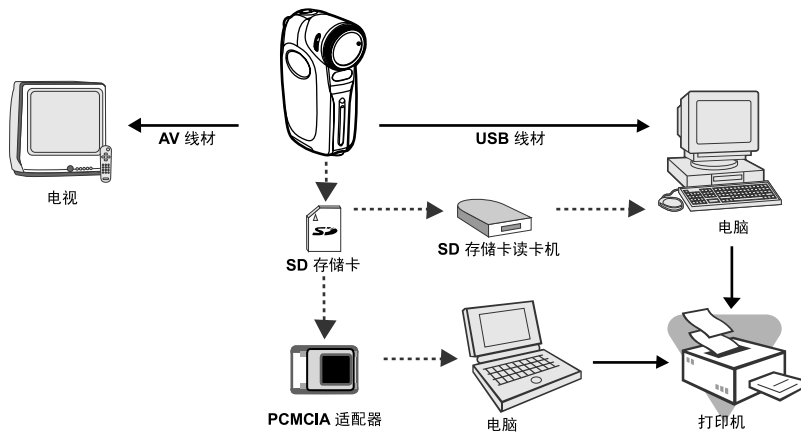 AV 线材
USB 线材
电视
SD
SD 存储卡
SD 存储卡读卡机
电脑
PCMCIA 适配器
电脑
打印机